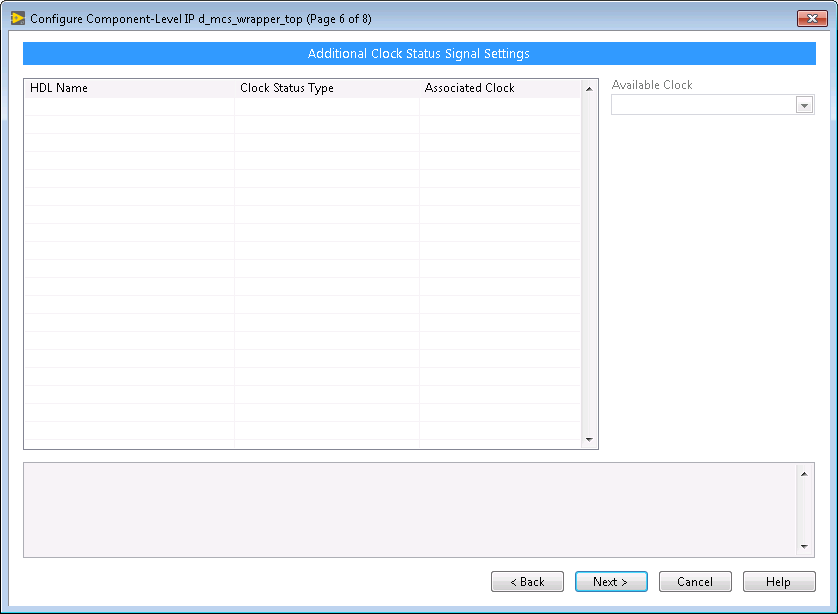 Configure Component-Level IP d_mcs_wrapper_top (Page 6 of 8)
Additional Clock Status Signal Settings
HDL Name Clock Status Type Associated Clock
Available Clock
< Back Next > Cancel Help